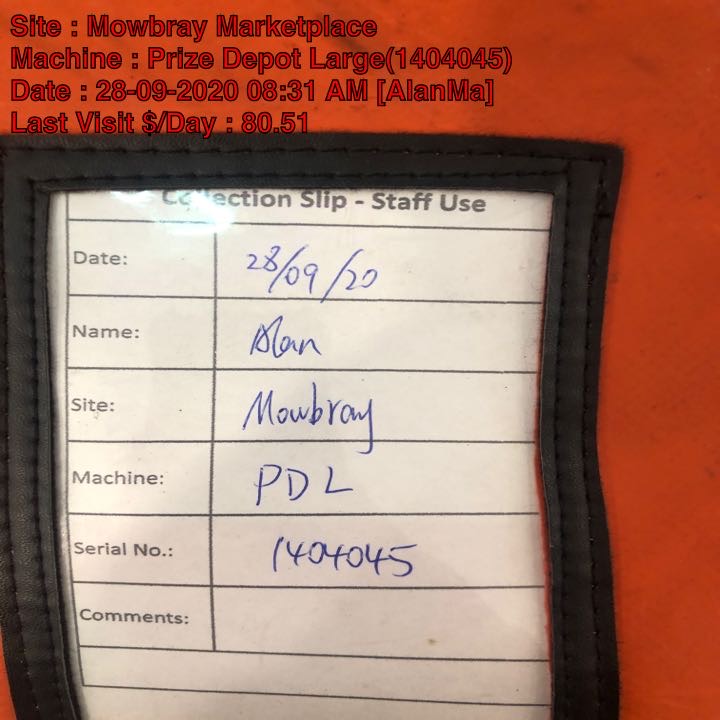 Site : Mowbray Marketplace
Machine : Prize Depot Large(1404045)
Date : 28-09-2020 08:31 AM [AlanMa]
Last Visit $/Day : 80.51
Collection Slip - Staff Use
Date: 28/09/20
Name: Alan
Site: Mowbray
Machine: PDL
Serial No.: 1404045
Comments: